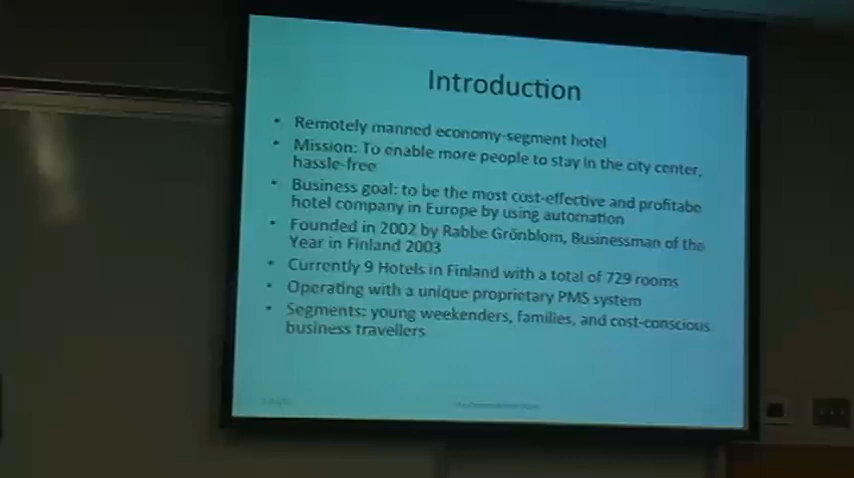 Introduction
• Remotely manned economy-segment hotel
• Mission: To enable more people to stay in the city center,
hassle-free
• Business goal: to be the most cost-effective and profitabe
hotel company in Europe by using automation
• Founded in 2002 by Rabbe Grönblom, Businessman of the
Year in Finland 2003
• Currently 9 Hotels in Finland with a total of 729 rooms
• Operating with a unique proprietary PMS system
• Segments: young weekenders, families, and cost-conscious
business travellers